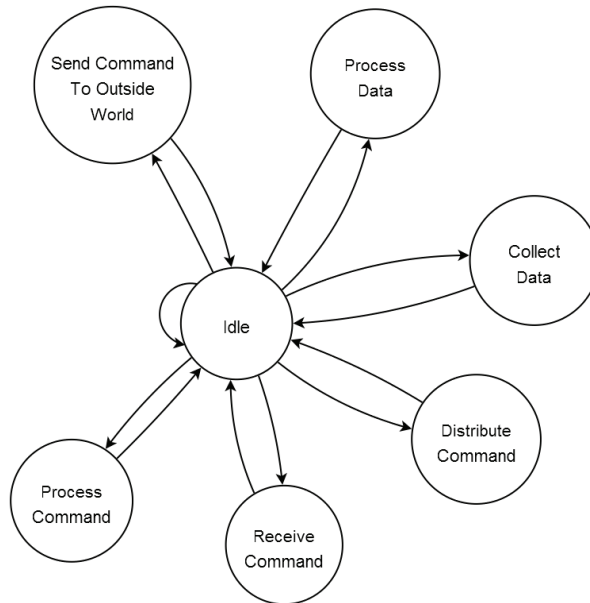 Send Command
To Outside
World
Process
Data
Collect
Data
Idle
Distribute
Command
Process
Command
Receive
Command